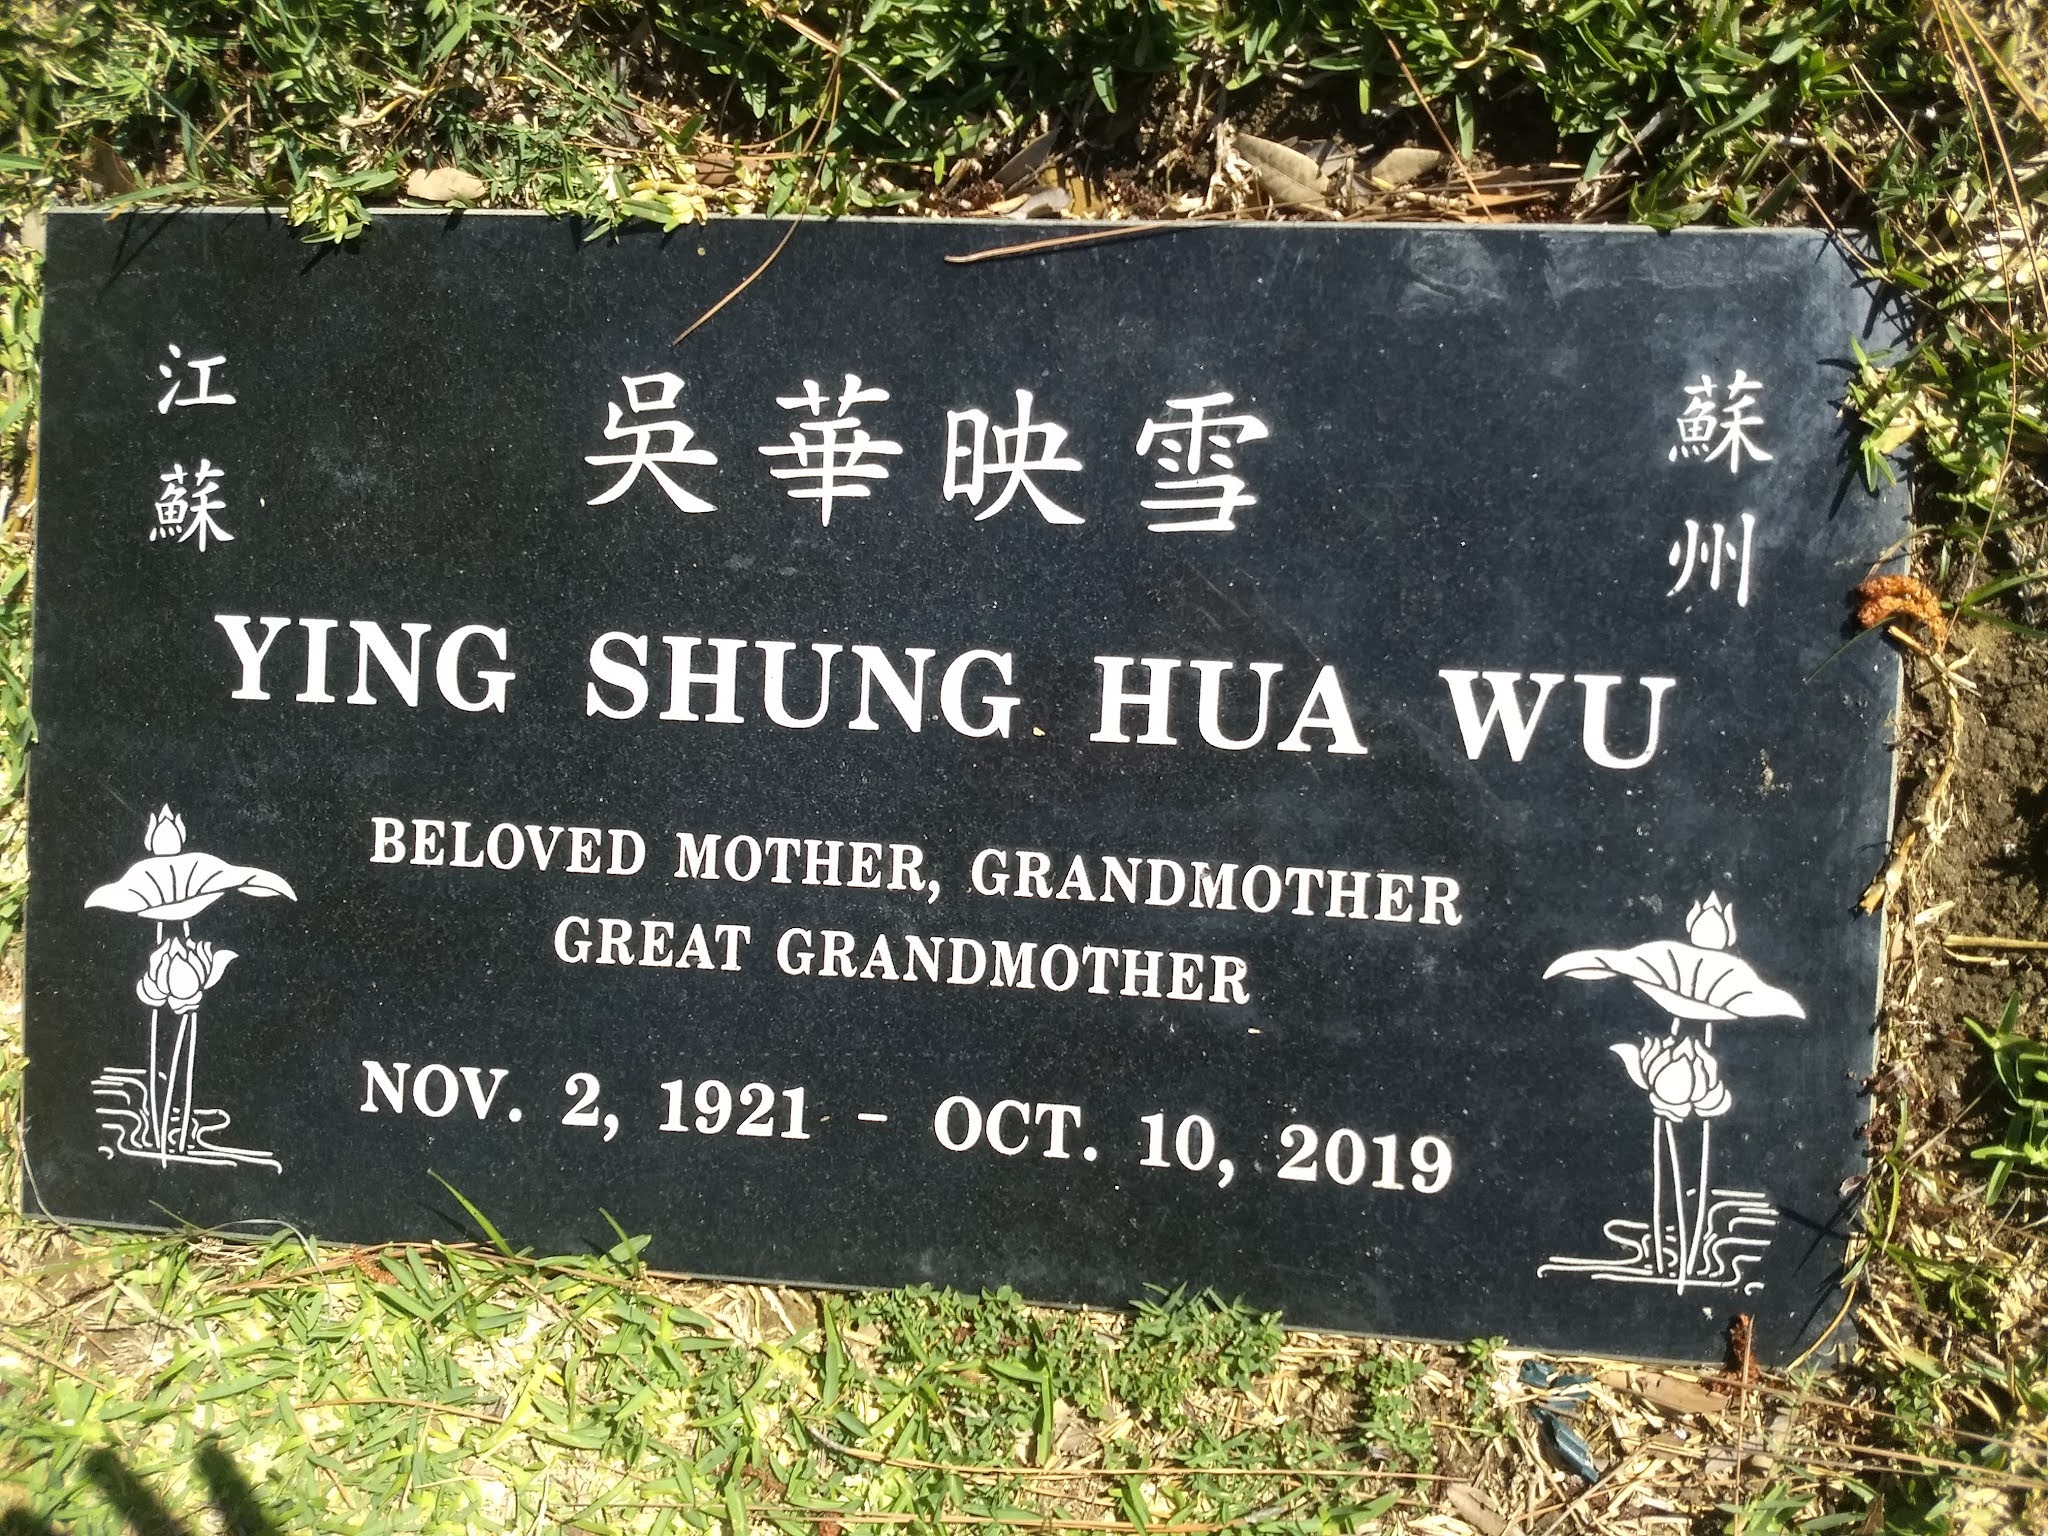 江蘇
吳華映雪
蘇州
YING SHUNG HUA WU
BELOVED MOTHER, GRANDMOTHER
GREAT GRANDMOTHER
NOV. 2, 1921 - OCT. 10, 2019